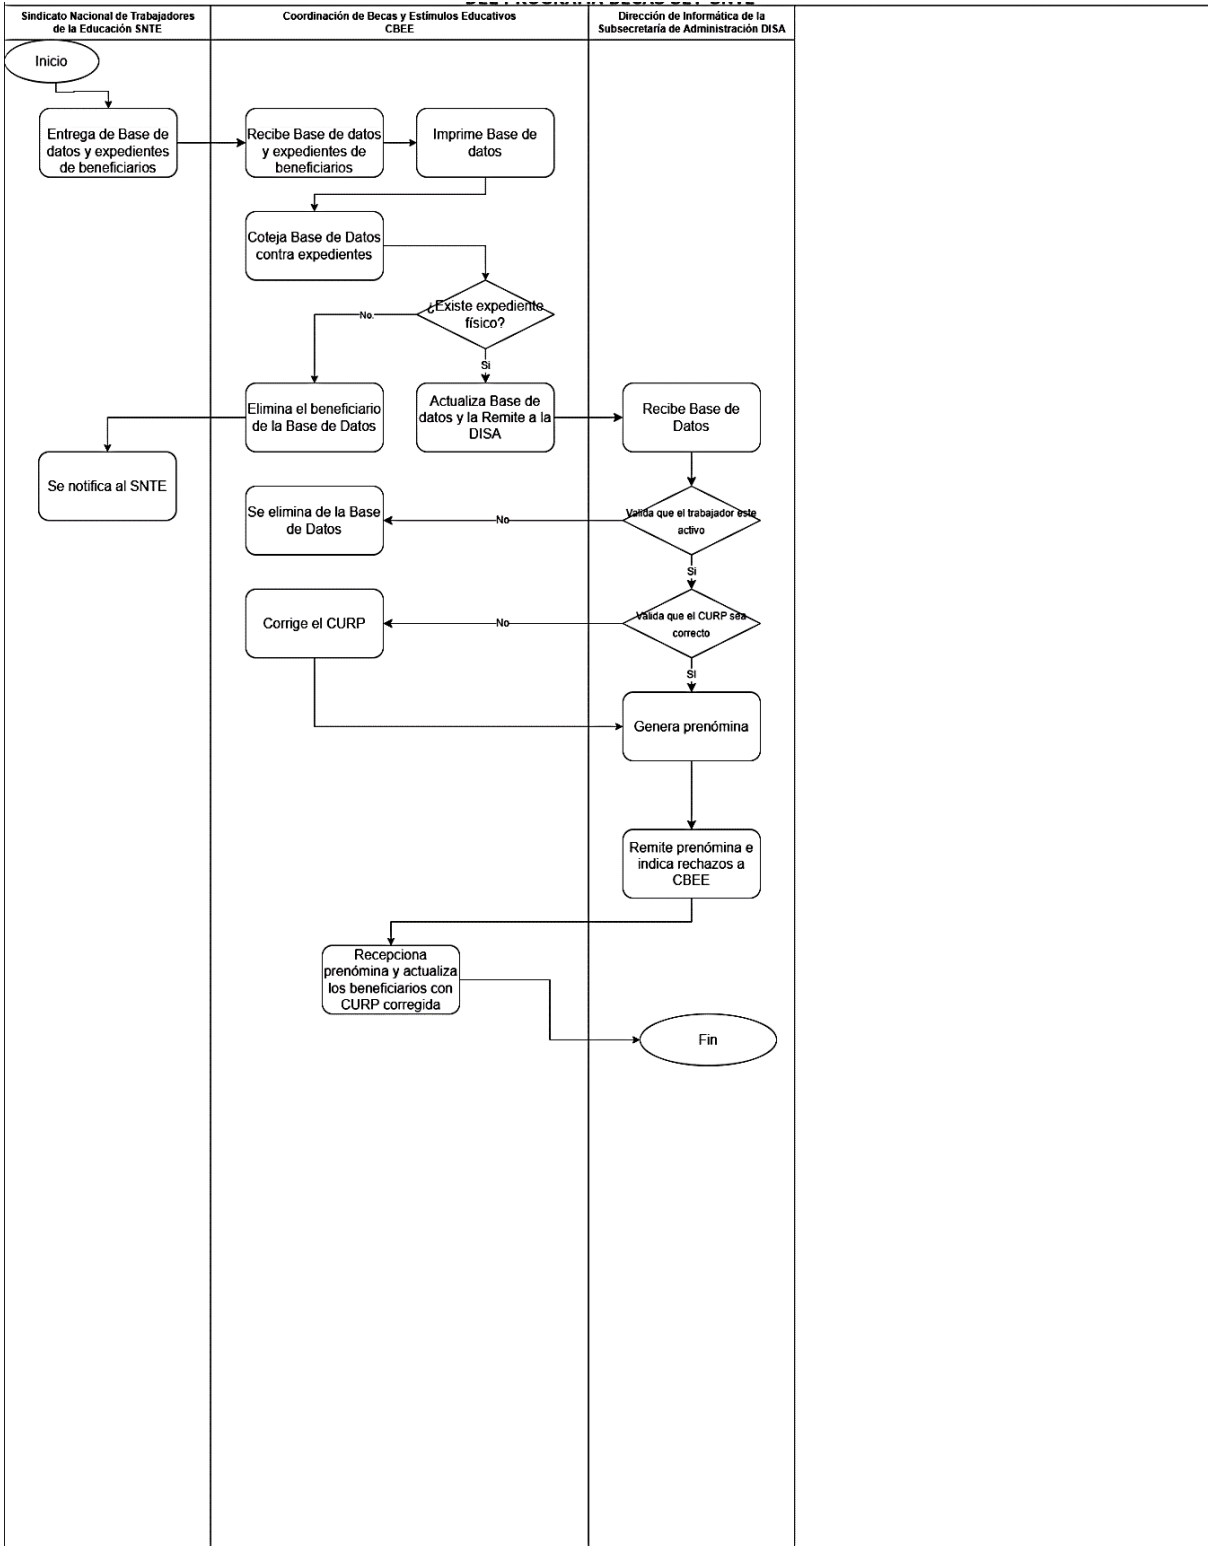 DEL PROGRAMA BECAS SET-SNTE
Sindicato Nacional de Trabajadores
de la Educación SNTE
Coordinación de Becas y Estímulos Educativos
CBEE
Dirección de Informática de la
Subsecretaría de Administración DISA
Inicio
Entrega de Base de
datos y expedientes
de beneficiarios
Recibe Base de datos
y expedientes de
beneficiarios
Imprime Base de
datos
Coteja Base de Datos
contra expedientes
¿Existe expediente
físico?
No.
Si
Elimina el beneficiario
de la Base de Datos
Actualiza Base de
datos y la Remite a la
DISA
Recibe Base de
Datos
Se notifica al SNTE
Se elimina de la Base
de Datos
No
Valida que el trabajador este
activo
Si
Corrige el CURP
No
Valida que el CURP sea
correcto
SI
Genera prenómina
Remite prenómina e
indica rechazos a
CBEE
Recepciona
prenómina y actualiza
los beneficiarios con
CURP corregida
Fin